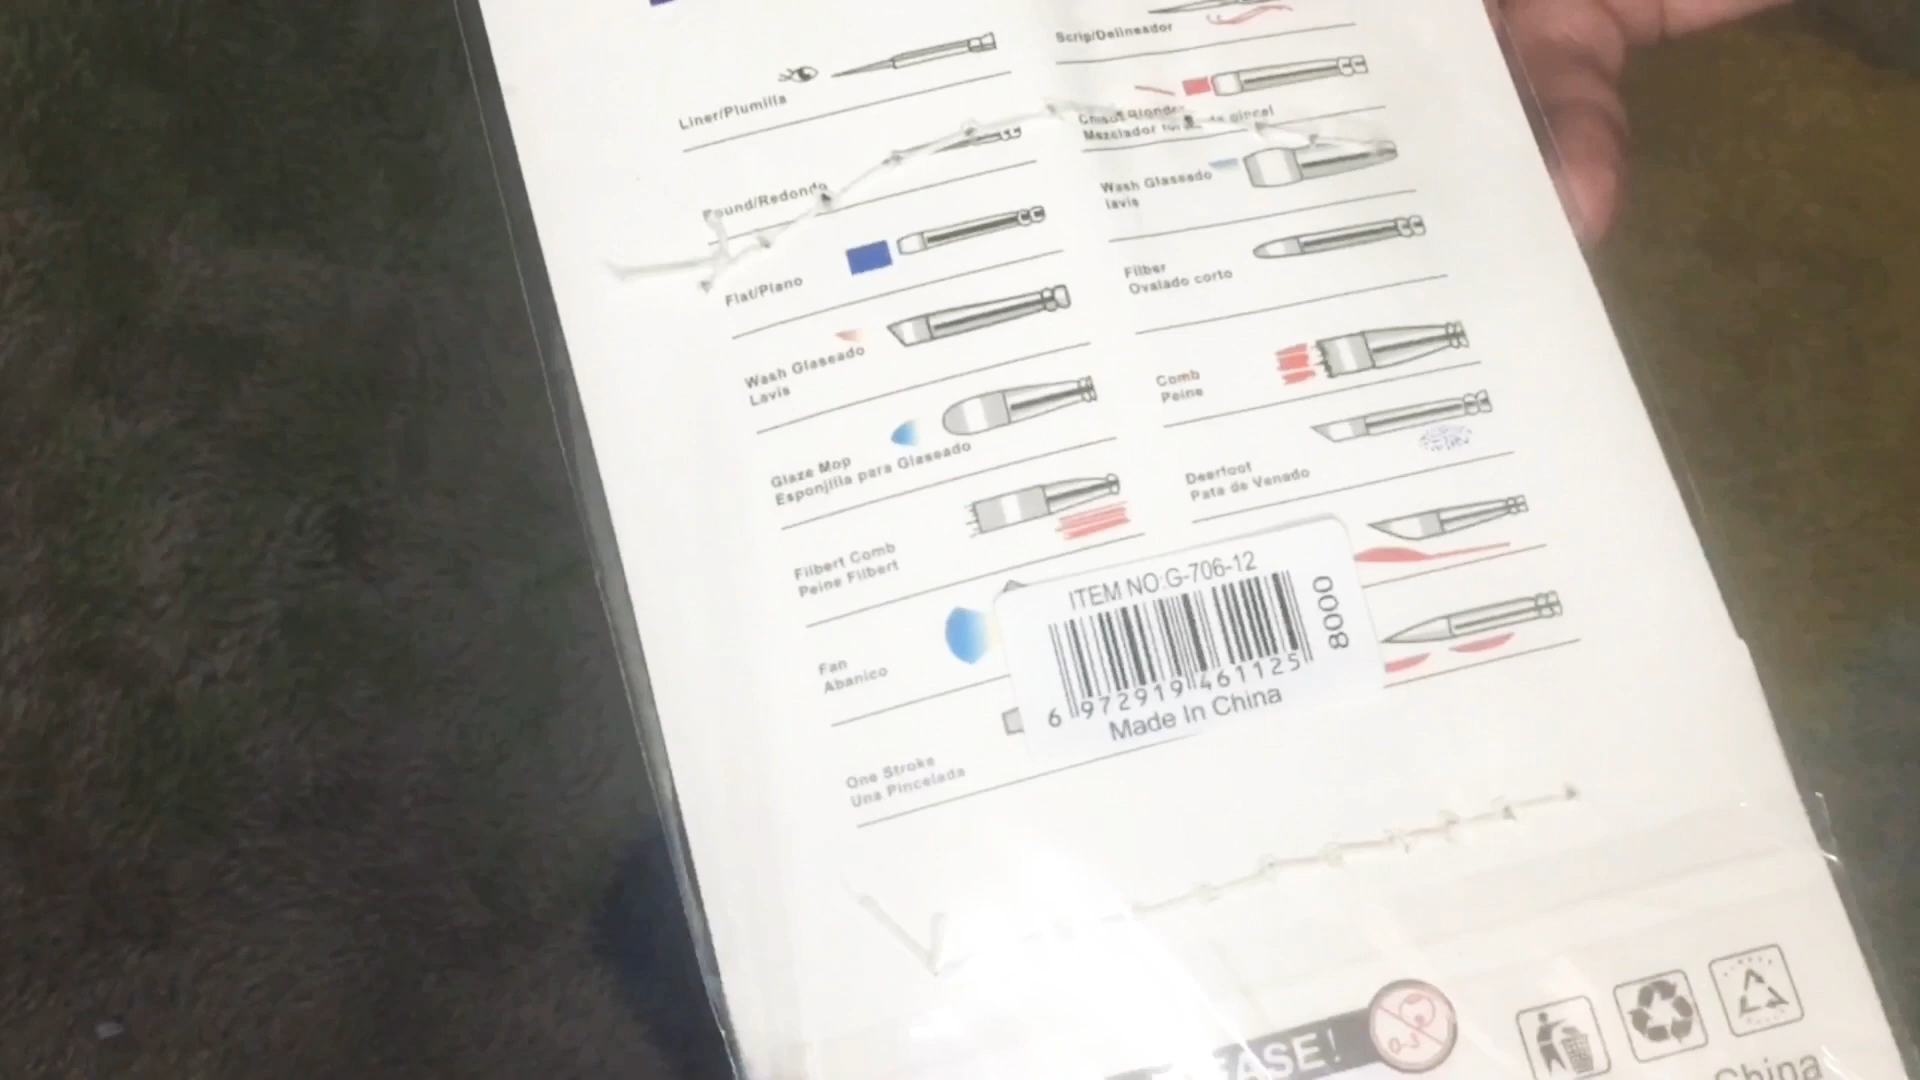 Liner/Plumilla
Round/Redondo
Flat/Plano
Wash Glaseado
Lavis
Glaze Mop
Esponjilla para Glaseado
Filbert Comb
Peine Filbert
Fan
Abanico
One Stroke
Una Pincelada
Scrip/Delineador
Mezclador
Wash Glaseado
lavis
Filber
Ovalado corto
Comb
Peine
Deerfoot
Pata de Venado
ITEM NO:G-706-12
8000
6 972919 461125
Made In China
0-3
China